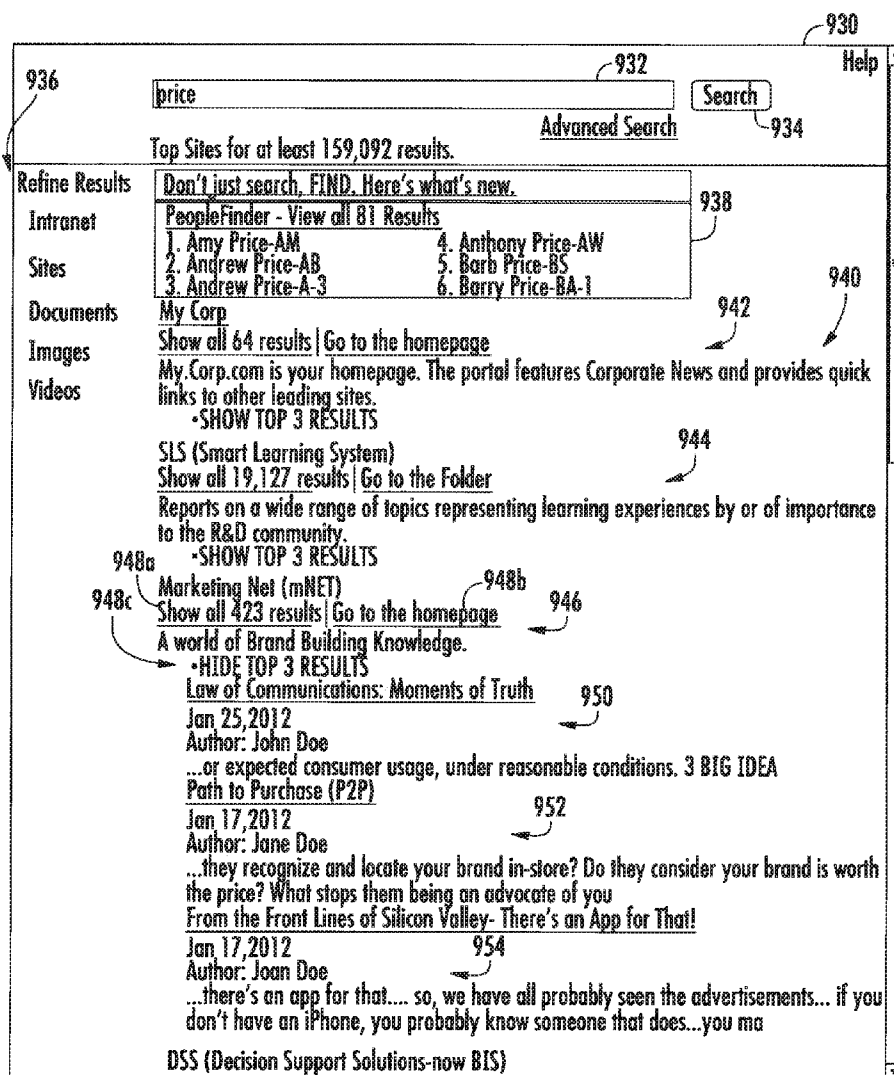 930
Help
936
932
price
Search
934
Advanced Search
Top Sites for at least 159,092 results.
Refine Results
Don't just search, FIND. Here's what's new.
Intranet
PeopleFinder - View all 81 Results
938
1. Amy Price-AM
4. Anthony Price-AW
Sites
2. Andrew Price-AB
5. Barb Price-BS
3. Andrew Price-A-3
6. Barry Price-BA-1
940
Documents
My Corp
942
Images
Show all 64 results|Go to the homepage
Videos
My.Corp.com is your homepage. The portal features Corporate News and provides quick
links to other leading sites.
•SHOW TOP 3 RESULTS
SLS (Smart Learning System)
944
Show all 19,127 results|Go to the Folder
Reports on a wide range of topics representing learning experiences by or of importance
to the R&D community.
•SHOW TOP 3 RESULTS
948a
Marketing Net (mNET)
948b
948c
Show all 423 results|Go to the homepage
946
A world of Brand Building Knowledge.
•HIDE TOP 3 RESULTS
Law of Communications: Moments of Truth
950
Jan 25,2012
Author: John Doe
...or expected consumer usage, under reasonable conditions. 3 BIG IDEA
Path to Purchase (P2P)
952
Jan 17,2012
Author: Jane Doe
...they recognize and locate your brand in-store? Do they consider your brand is worth
the price? What stops them being an advocate of you
From the Front Lines of Silicon Valley- There's an App for That!
Jan 17,2012
954
Author: Joan Doe
...there's an app for that.... so, we have all probably seen the advertisements... if you
don't have an iPhone, you probably know someone that does...you ma
DSS (Decision Support Solutions-now BIS)